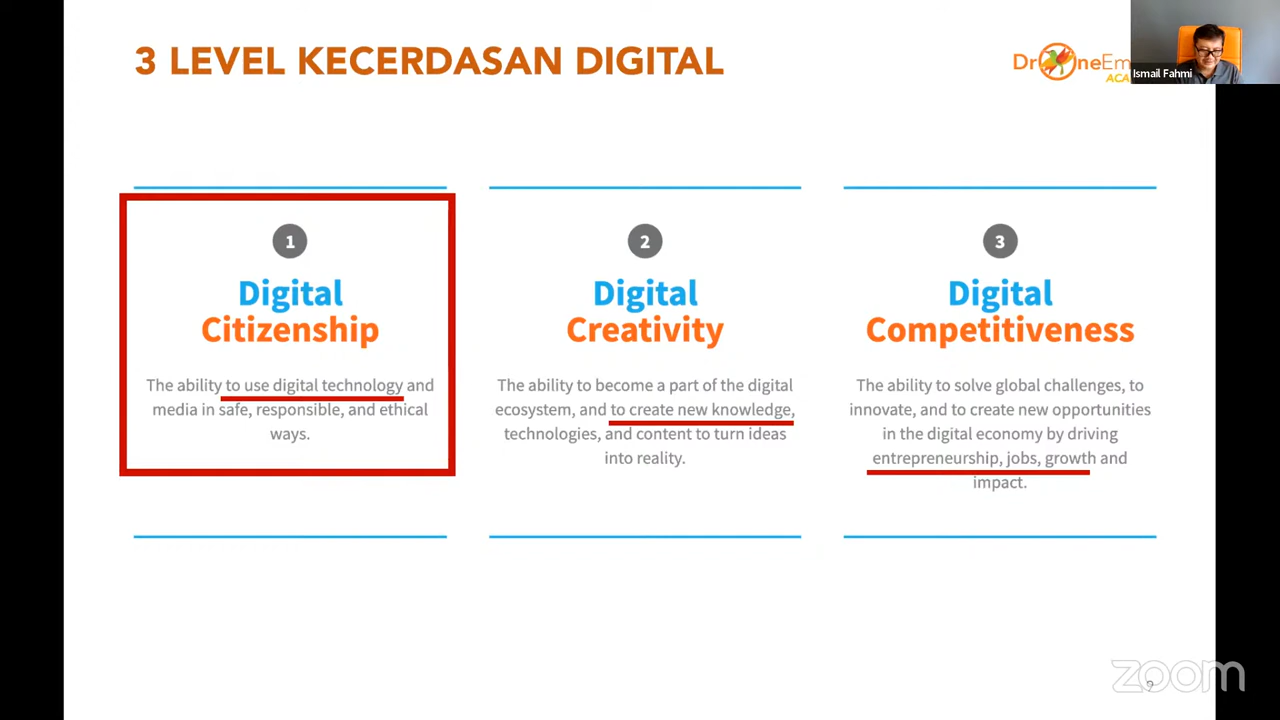 3 LEVEL KECERDASAN DIGITAL
Dr neEm
ACA
Ismail Fahmi
1
Digital
Citizenship
The ability to use digital technology and
media in safe, responsible, and ethical
ways.
2
Digital
Creativity
The ability to become a part of the digital
ecosystem, and to create new knowledge,
technologies, and content to turn ideas
into reality.
3
Digital
Competitiveness
The ability to solve global challenges, to
innovate, and to create new opportunities
in the digital economy by driving
entrepreneurship, jobs, growth and
impact.
zoom
9